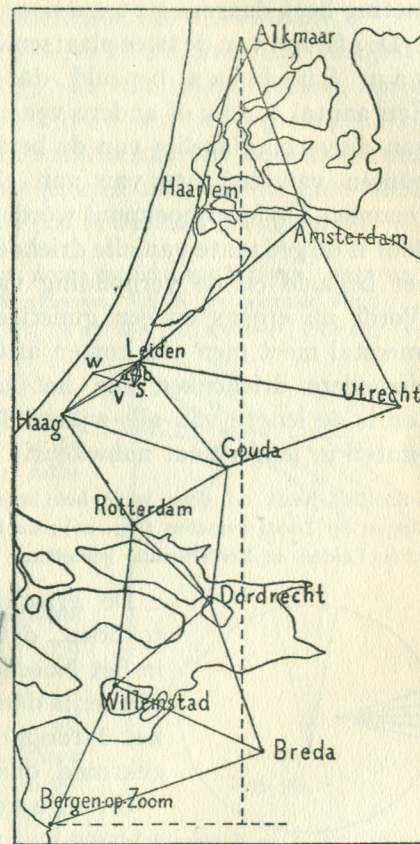 Alkmaar
Haarlem
Amsterdam
Leiden
W
b
v
S
Utrecht
Haag
Gouda
Rotterdam
Dordrecht
Willemstad
Breda
Bergen-op-Zoom